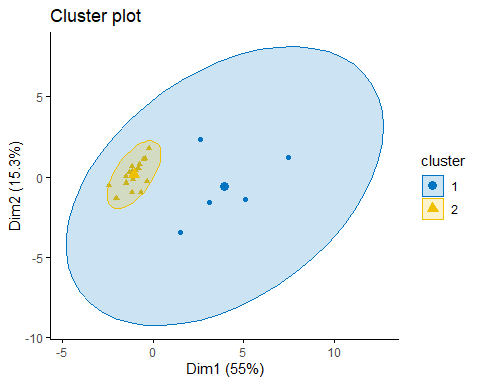 Cluster plot
5
0
-5
-10
Dim2 (15.3%)
-5
0
5
10
Dim1 (55%)
cluster
1
2